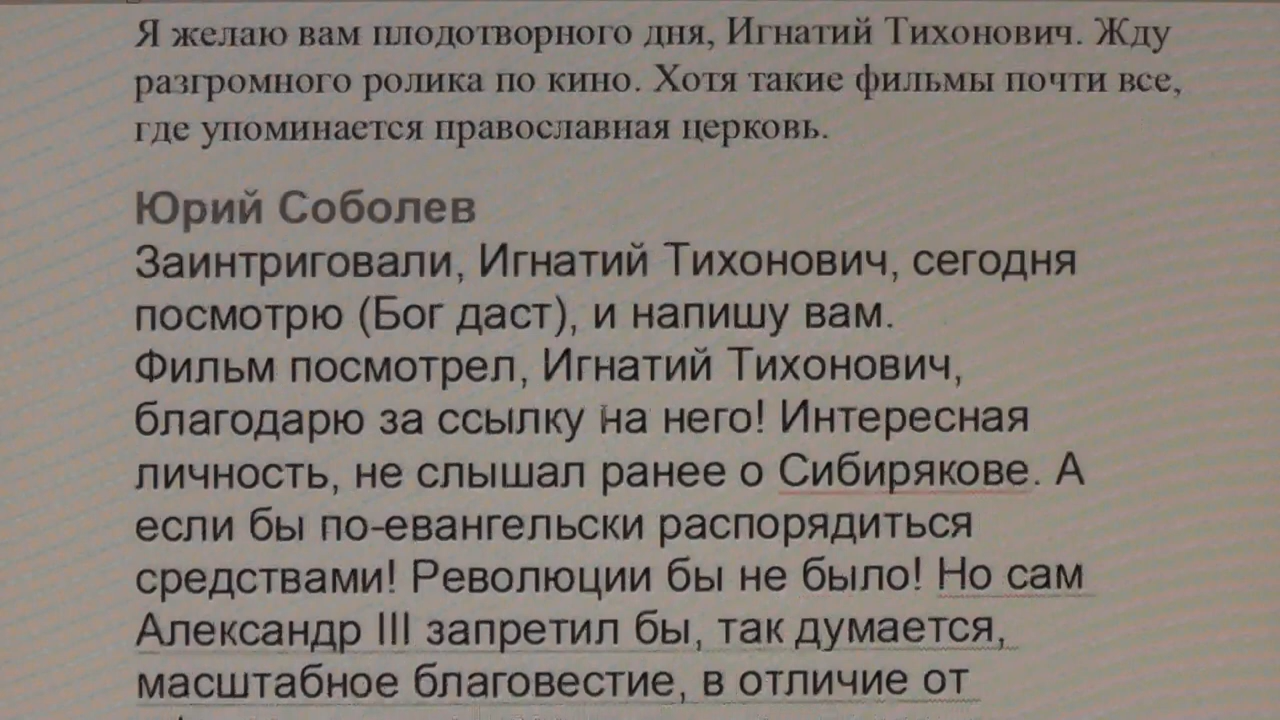 Я желаю вам плодотворного дня, Игнатий Тихонович. Жду
разгромного ролика по кино. Хотя такие фильмы почти все,
где упоминается православная церковь.
Юрий Соболев
Заинтриговали, Игнатий Тихонович, сегодня
посмотрю (Бог даст), и напишу вам.
Фильм посмотрел, Игнатий Тихонович,
благодарю за ссылку на него! Интересная
личность, не слышал ранее о Сибирякове. А
если бы по-евангельски распорядиться
средствами! Революции бы не было! Но сам
Александр III запретил бы, так думается,
масштабное благовестие, в отличие от